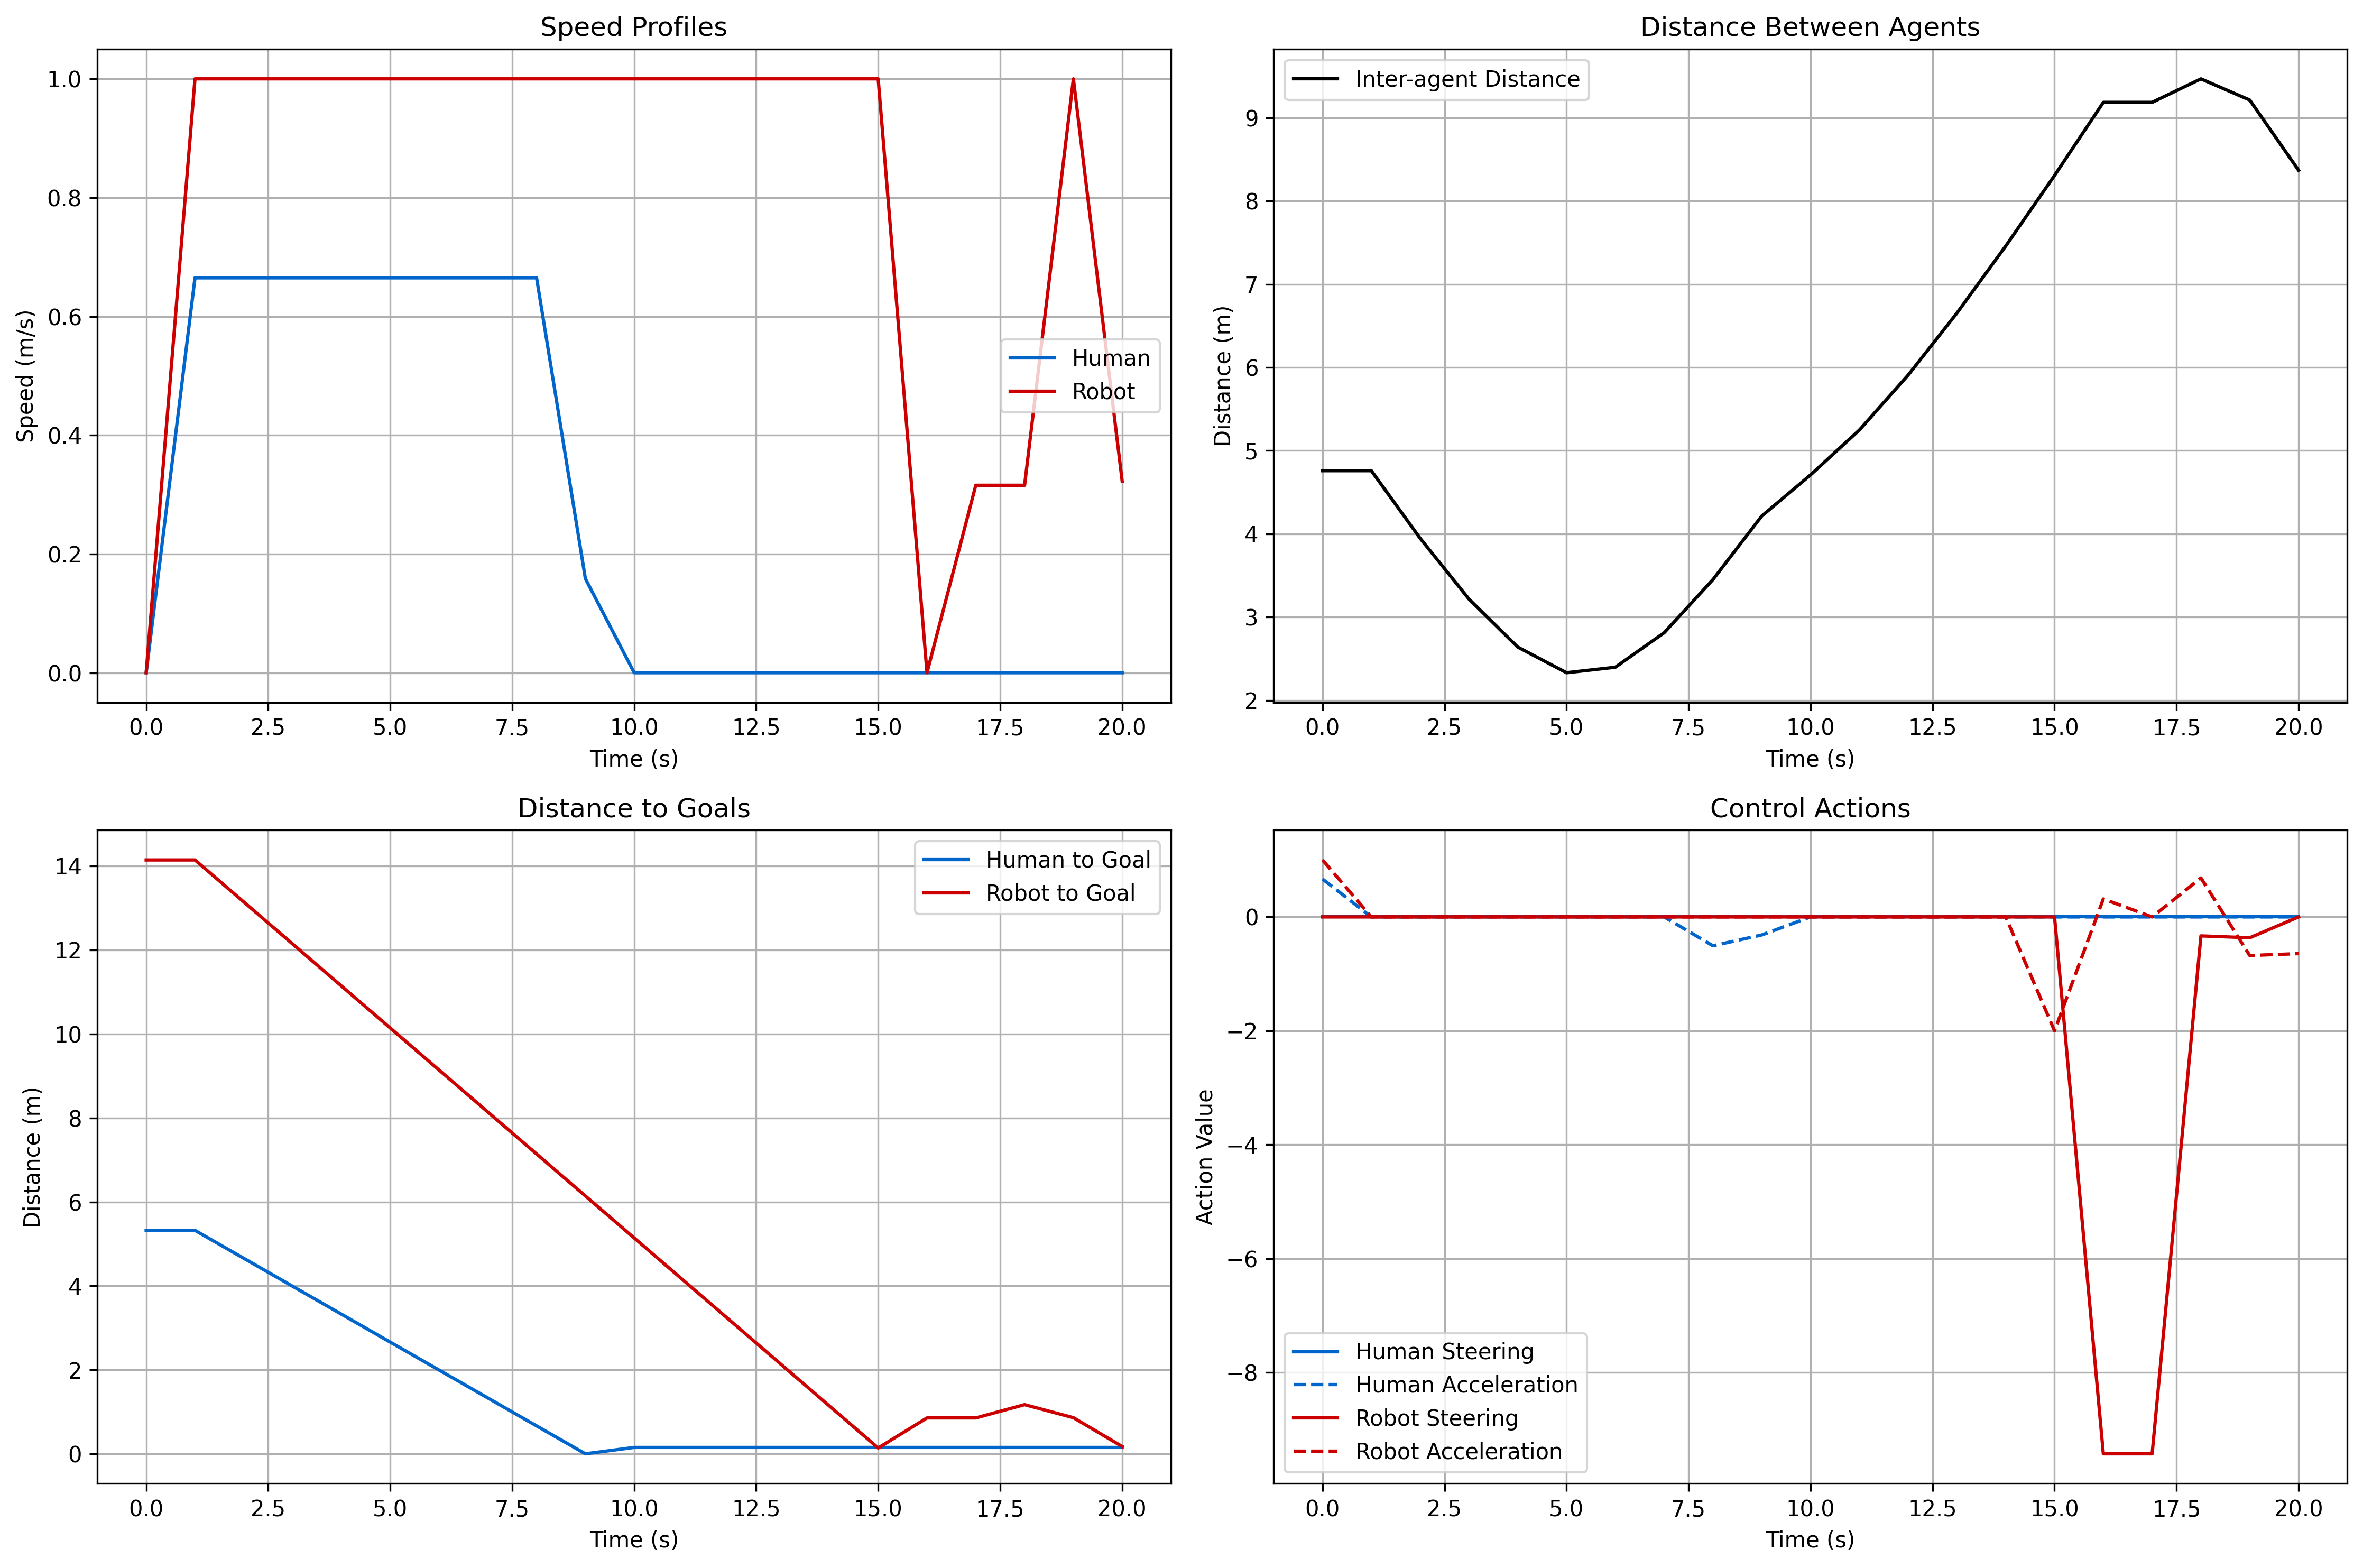 Speed Profiles
Speed (m/s)
1.0
0.8
0.6
0.4
0.2
0.0
Human
Robot
0.0 2.5 5.0 7.5 10.0 12.5 15.0 17.5 20.0
Time (s)
Distance Between Agents
Inter-agent Distance
Distance (m)
9
8
7
6
5
4
3
2
0.0 2.5 5.0 7.5 10.0 12.5 15.0 17.5 20.0
Time (s)
Distance to Goals
Human to Goal
Robot to Goal
Distance (m)
14
12
10
8
6
4
2
0
0.0 2.5 5.0 7.5 10.0 12.5 15.0 17.5 20.0
Time (s)
Control Actions
Action Value
0
−2
−4
−6
−8
Human Steering
Human Acceleration
Robot Steering
Robot Acceleration
0.0 2.5 5.0 7.5 10.0 12.5 15.0 17.5 20.0
Time (s)